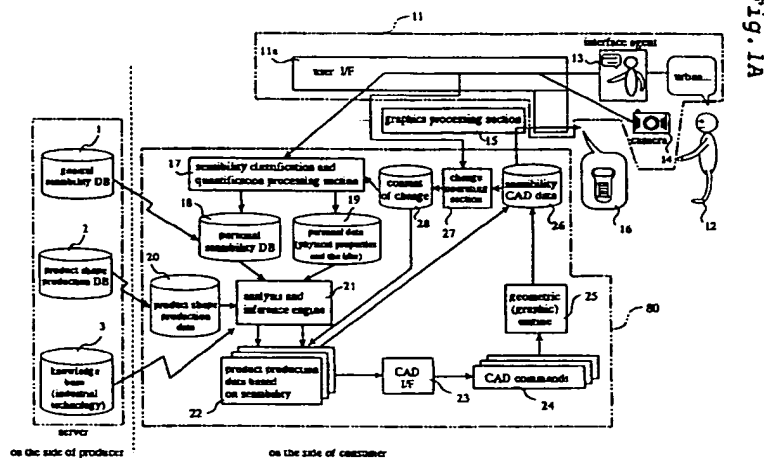 Fig. 1A
11
11a
user I/F
interface agent
13
urban...
graphics processing section
15
camera
14
12
16
1
general
sensibility DB
2
product shape
production DB
3
knowledge
base
(industrial
technology)
server
on the side of producer
17
sensibility classification and
quantification processing section
18
personal
sensibility DB
19
personal data
(physical properties
and the like)
content
of change
28
change
operating
section
27
sensibility
CAD data
26
20
product shape
production
data
analysis and
inference engine
21
geometric
(graphic)
engine
25
80
product production
data based
on sensibility
22
CAD
I/F
23
CAD commands
24
on the side of consumer